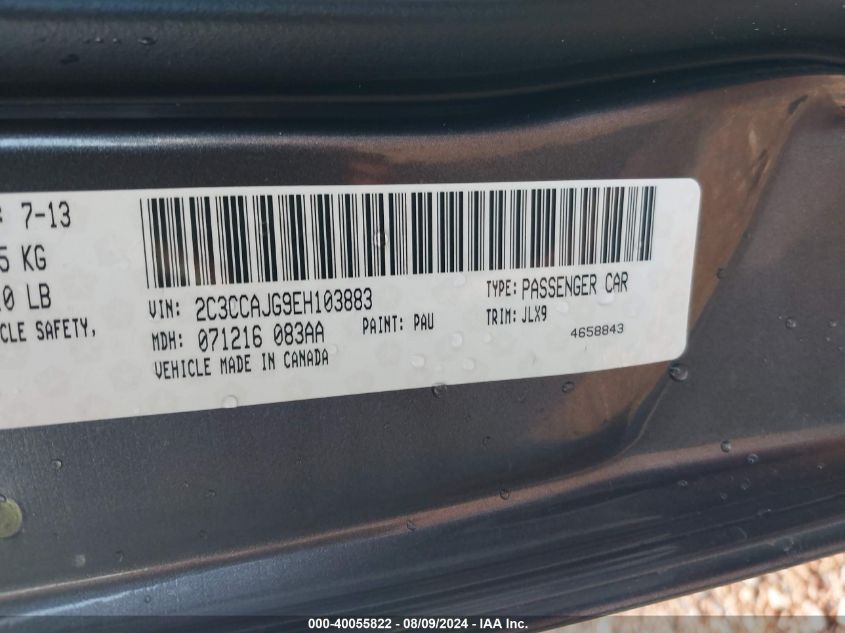 : 7-13
5 KG
0 LB
CLE SAFETY,
VIN: 2C3CCAJG9EH103883
TYPE: PASSENGER CAR
MDH: 071216 083AA
PAINT: PAU
TRIM: JLX9
VEHICLE MADE IN CANADA
4658843
000-40055822 - 08/09/2024 - IAA Inc.